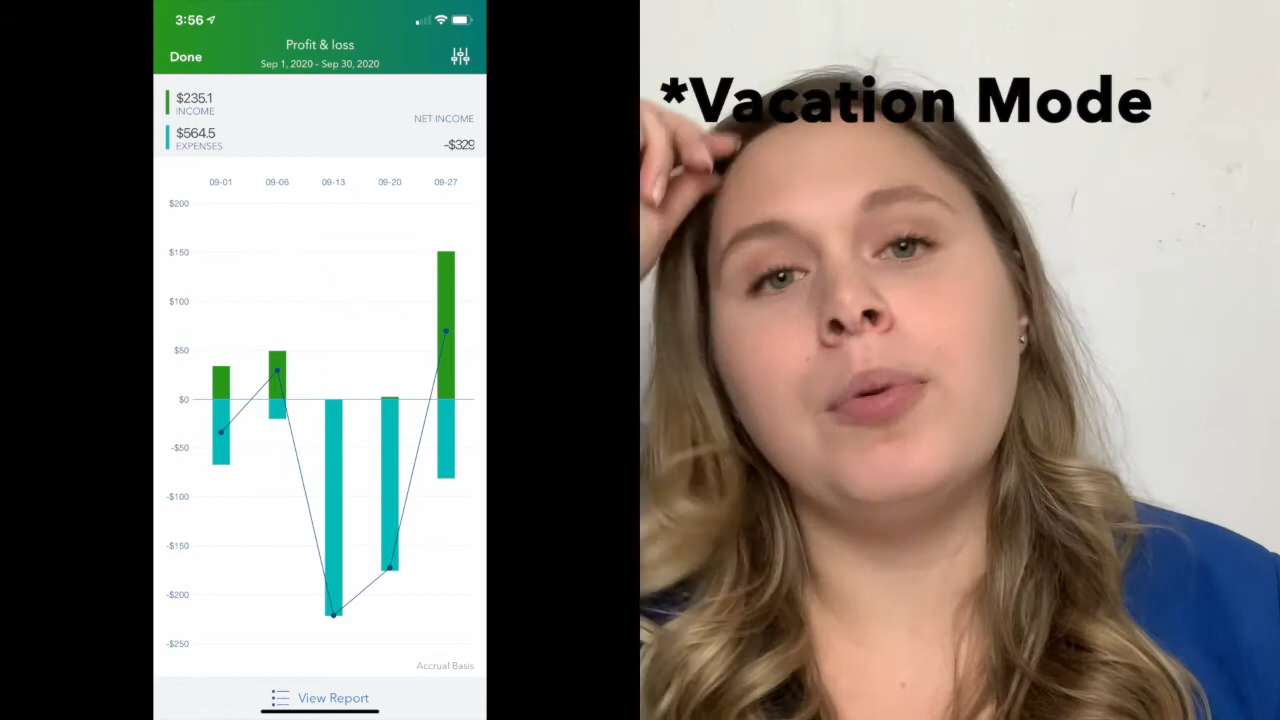 3:56
Done
Profit & loss
Sep 1, 2020 - Sep 30, 2020
$235.1
INCOME
$564.5
EXPENSES
NET INCOME
-$329
09-01 09-06 09-13 09-20 09-27
$200
$150
$100
$50
$0
-$50
-$100
-$150
-$200
-$250
Accrual Basis
View Report
*Vacation Mode